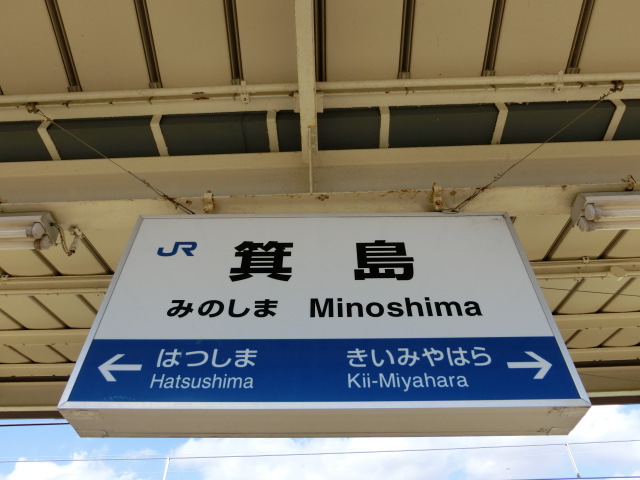 JR 箕島
みのしま Minoshima
はつしま きいみやはら
Hatsushima Kii-Miyahara